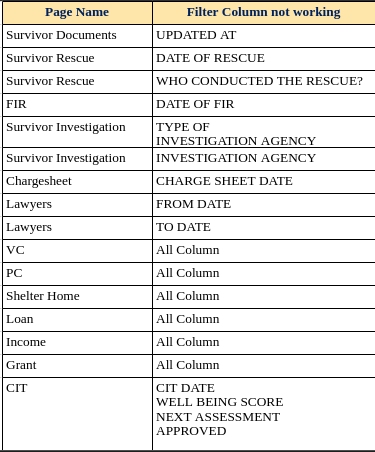 Page Name Filter Column not working
Survivor Documents UPDATED AT
Survivor Rescue DATE OF RESCUE
Survivor Rescue WHO CONDUCTED THE RESCUE?
FIR DATE OF FIR
Survivor Investigation TYPE OF
INVESTIGATION AGENCY
Survivor Investigation INVESTIGATION AGENCY
Chargesheet CHARGE SHEET DATE
Lawyers FROM DATE
Lawyers TO DATE
VC All Column
PC All Column
Shelter Home All Column
Loan All Column
Income All Column
Grant All Column
CIT CIT DATE
WELL BEING SCORE
NEXT ASSESSMENT
APPROVED